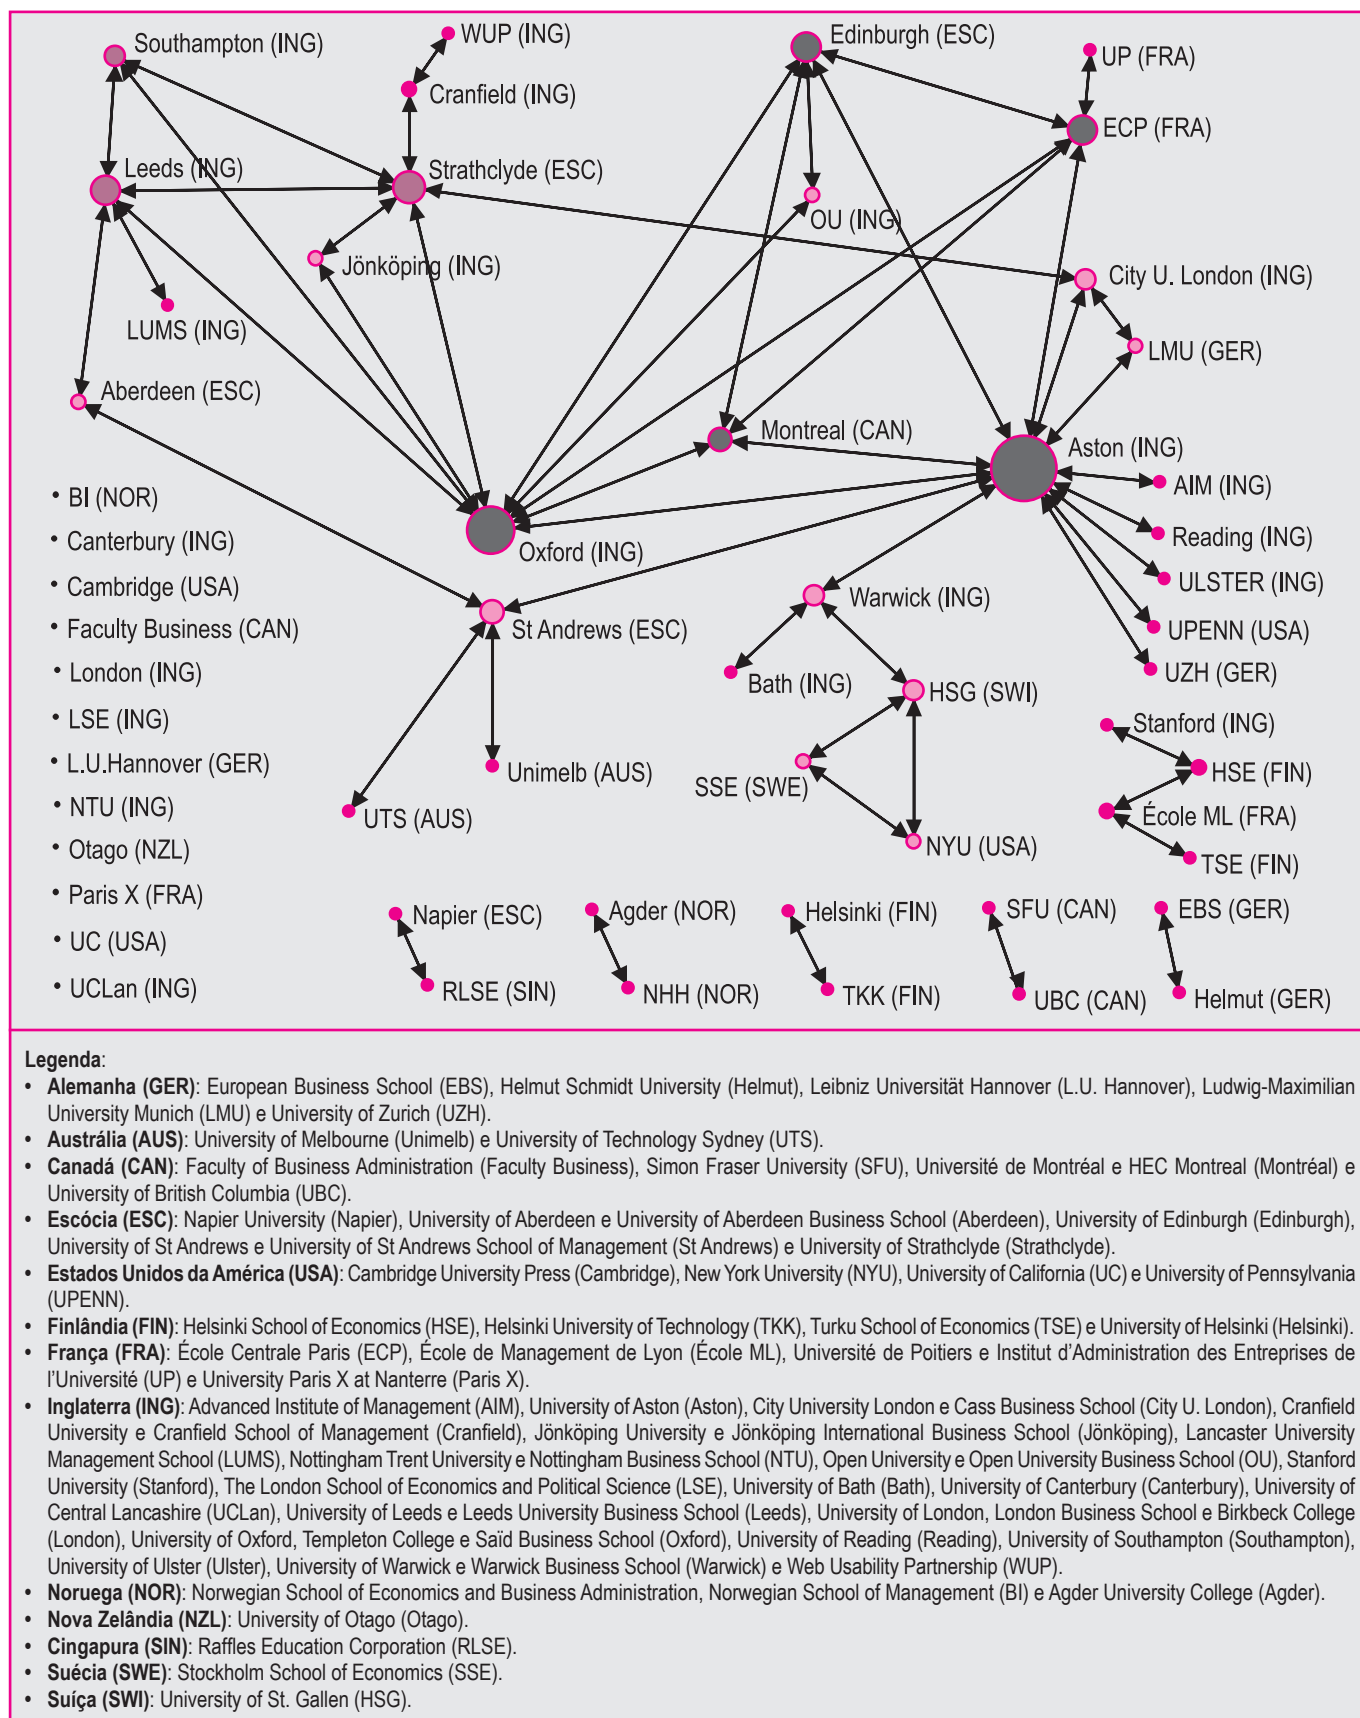 Southampton (ING)
WUP (ING)
Edinburgh (ESC)
UP (FRA)
Cranfield (ING)
ECP (FRA)
Leeds (ING)
Strathclyde (ESC)
OU (ING)
Jönköping (ING)
City U. London (ING)
LUMS (ING)
LMU (GER)
Aberdeen (ESC)
Montreal (CAN)
Aston (ING)
AIM (ING)
Reading (ING)
Oxford (ING)
ULSTER (ING)
Warwick (ING)
St Andrews (ESC)
UPENN (USA)
UZH (GER)
Bath (ING)
HSG (SWI)
Stanford (ING)
Unimelb (AUS)
HSE (FIN)
SSE (SWE)
UTS (AUS)
École ML (FRA)
NYU (USA)
TSE (FIN)
• BI (NOR)
• Canterbury (ING)
• Cambridge (USA)
• Faculty Business (CAN)
• London (ING)
• LSE (ING)
• L.U.Hannover (GER)
• NTU (ING)
• Otago (NZL)
• Paris X (FRA)
• UC (USA)
• UCLan (ING)
Napier (ESC)
Agder (NOR)
Helsinki (FIN)
SFU (CAN)
EBS (GER)
RLSE (SIN)
NHH (NOR)
TKK (FIN)
UBC (CAN)
Helmut (GER)
Legenda:
• Alemanha (GER): European Business School (EBS), Helmut Schmidt University (Helmut), Leibniz Universität Hannover (L.U. Hannover), Ludwig-Maximilian
University Munich (LMU) e University of Zurich (UZH).
• Austrália (AUS): University of Melbourne (Unimelb) e University of Technology Sydney (UTS).
• Canadá (CAN): Faculty of Business Administration (Faculty Business), Simon Fraser University (SFU), Université de Montréal e HEC Montreal (Montréal) e
University of British Columbia (UBC).
• Escócia (ESC): Napier University (Napier), University of Aberdeen e University of Aberdeen Business School (Aberdeen), University of Edinburgh (Edinburgh),
University of St Andrews e University of St Andrews School of Management (St Andrews) e University of Strathclyde (Strathclyde).
• Estados Unidos da América (USA): Cambridge University Press (Cambridge), New York University (NYU), University of California (UC) e University of Pennsylvania
(UPENN).
• Finlândia (FIN): Helsinki School of Economics (HSE), Helsinki University of Technology (TKK), Turku School of Economics (TSE) e University of Helsinki (Helsinki).
• França (FRA): École Centrale Paris (ECP), École de Management de Lyon (École ML), Université de Poitiers e Institut d’Administration des Entreprises de
l’Université (UP) e University Paris X at Nanterre (Paris X).
• Inglaterra (ING): Advanced Institute of Management (AIM), University of Aston (Aston), City University London e Cass Business School (City U. London), Cranfield
University e Cranfield School of Management (Cranfield), Jönköping University e Jönköping International Business School (Jönköping), Lancaster University
Management School (LUMS), Nottingham Trent University e Nottingham Business School (NTU), Open University e Open University Business School (OU), Stanford
University (Stanford), The London School of Economics and Political Science (LSE), University of Bath (Bath), University of Canterbury (Canterbury), University of
Central Lancashire (UCLan), University of Leeds e Leeds University Business School (Leeds), University of London, London Business School e Birkbeck College
(London), University of Oxford, Templeton College e Saïd Business School (Oxford), University of Reading (Reading), University of Southampton (Southampton),
University of Ulster (Ulster), University of Warwick e Warwick Business School (Warwick) e Web Usability Partnership (WUP).
• Noruega (NOR): Norwegian School of Economics and Business Administration, Norwegian School of Management (BI) e Agder University College (Agder).
• Nova Zelândia (NZL): University of Otago (Otago).
• Cingapura (SIN): Raffles Education Corporation (RLSE).
• Suécia (SWE): Stockholm School of Economics (SSE).
• Suíça (SWI): University of St. Gallen (HSG).